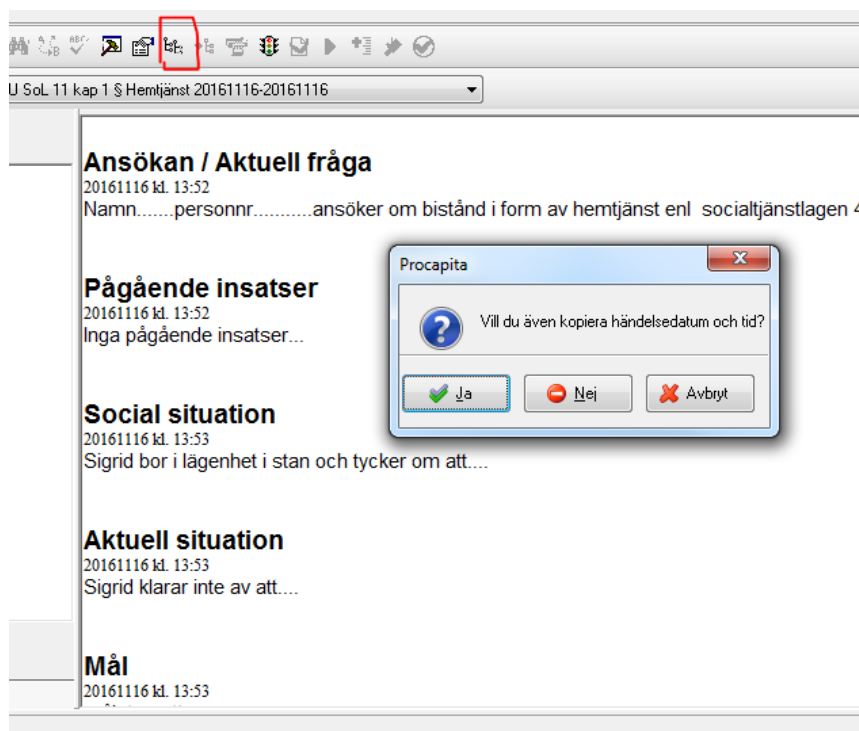 U SoL 11 kap 1 § Hemtjänst 20161116-20161116
Ansökan / Aktuell fråga
20161116 kl. 13:52
Namn.......personnr...........ansöker om bistånd i form av hemtjänst enl socialtjänstlagen 4
Pågående insatser
20161116 kl. 13:52
Inga pågående insatser...
Procapita
Vill du även kopiera händelsedatum och tid?
Ja
Nej
Avbryt
Social situation
20161116 kl. 13:53
Sigrid bor i lägenhet i stan och tycker om att....
Aktuell situation
20161116 kl. 13:53
Sigrid klarar inte av att....
Mål
20161116 kl. 13:53